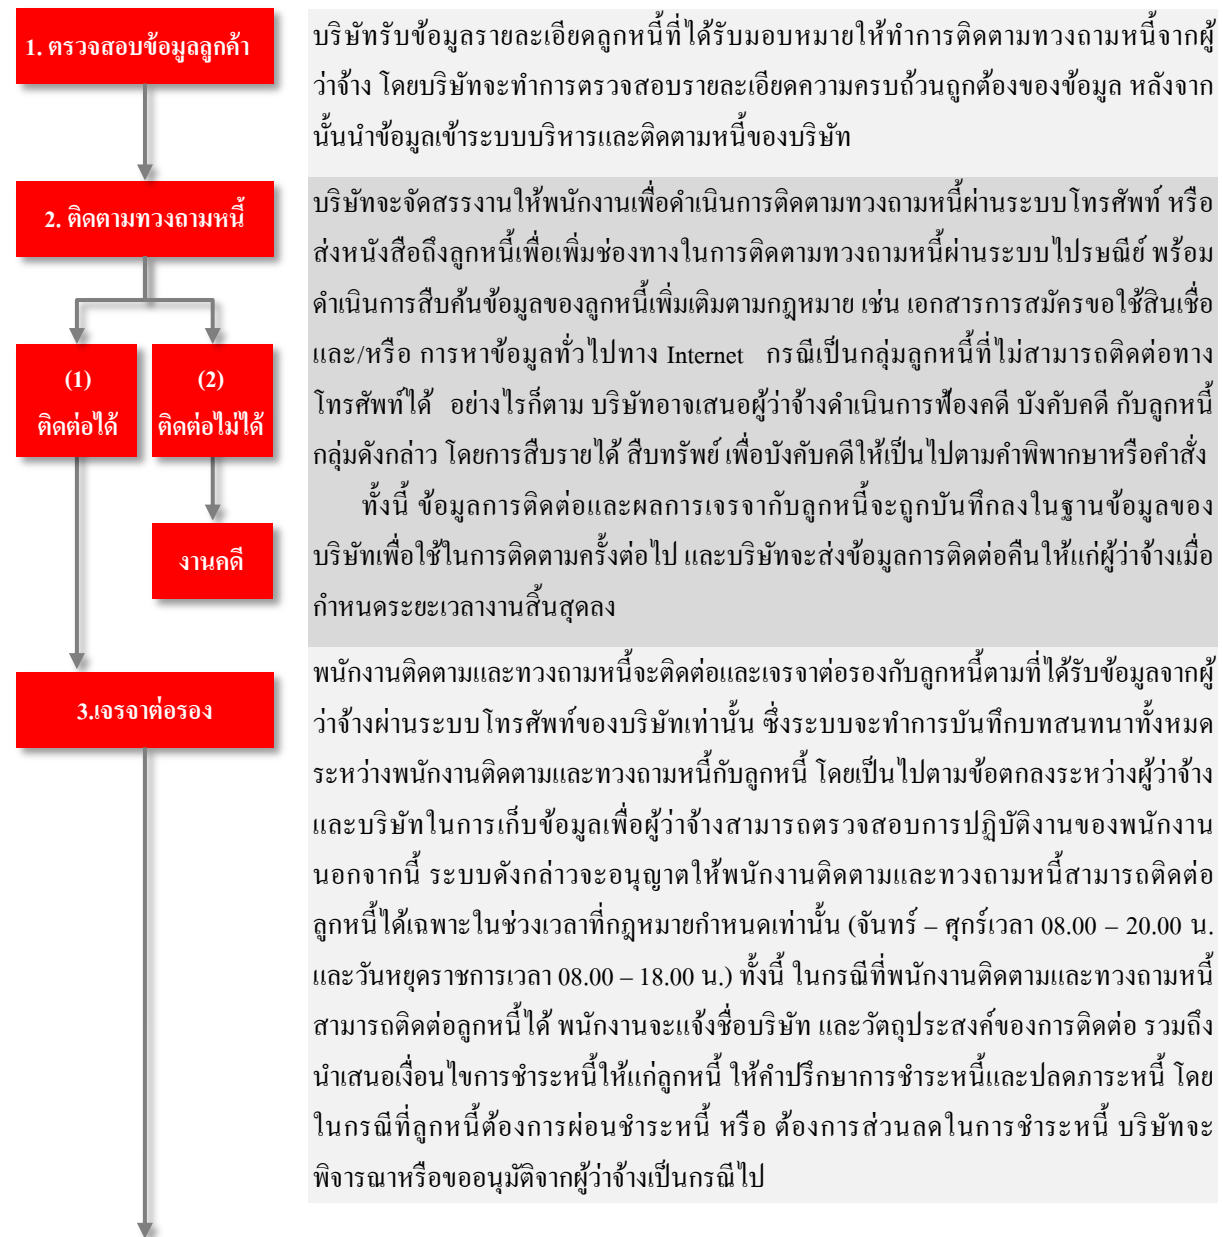 1. ตรวจสอบข้อมูลลูกค้า
บริษัทรับข้อมูลรายละเอียดลูกหนี้ที่ได้รับมอบหมายให้ทำการติดตามทวงถามหนี้จากผู้
ว่าจ้าง โดยบริษัทจะทำการตรวจสอบรายละเอียดความครบถ้วนถูกต้องของข้อมูล หลังจาก
นั้นนำข้อมูลเข้าระบบบริหารและติดตามหนี้ของบริษัท
2. ติดตามทวงถามหนี้
(1)
ติดต่อได้
(2)
ติดต่อไม่ได้
งานคดี
บริษัทจะจัดสรรงานให้พนักงานเพื่อดำเนินการติดตามทวงถามหนี้ผ่านระบบโทรศัพท์ หรือ
ส่งหนังสือถึงลูกหนี้เพื่อเพิ่มช่องทางในการติดตามทวงถามหนี้ผ่านระบบไปรษณีย์ พร้อม
ดำเนินการสืบค้นข้อมูลของลูกหนี้เพิ่มเติมตามกฎหมาย เช่น เอกสารการสมัครขอใช้สินเชื่อ
และ/หรือ การหาข้อมูลทั่วไปทาง Internet กรณีเป็นกลุ่มลูกหนี้ที่ไม่สามารถติดต่อทาง
โทรศัพท์ได้ อย่างไรก็ตาม บริษัทอาจเสนอผู้ว่าจ้างดำเนินการฟ้องคดี บังคับคดี กับลูกหนี้
กลุ่มดังกล่าว โดยการสืบรายได้ สืบทรัพย์ เพื่อบังคับคดีให้เป็นไปตามคำพิพากษาหรือคำสั่ง
ทั้งนี้ ข้อมูลการติดต่อและผลการเจรจากับลูกหนี้จะถูกบันทึกลงในฐานข้อมูลของ
บริษัทเพื่อใช้ในการติดตามครั้งต่อไป และบริษัทจะส่งข้อมูลการติดต่อคืนให้แก่ผู้ว่าจ้างเมื่อ
กำหนดระยะเวลางานสิ้นสุดลง
3.เจรจาต่อรอง
พนักงานติดตามและทวงถามหนี้จะติดต่อและเจรจาต่อรองกับลูกหนี้ตามที่ได้รับข้อมูลจากผู้
ว่าจ้างผ่านระบบโทรศัพท์ของบริษัทเท่านั้น ซึ่งระบบจะทำการบันทึกบทสนทนาทั้งหมด
ระหว่างพนักงานติดตามและทวงถามหนี้กับลูกหนี้ โดยเป็นไปตามข้อตกลงระหว่างผู้ว่าจ้าง
และบริษัทในการเก็บข้อมูลเพื่อผู้ว่าจ้างสามารถตรวจสอบการปฏิบัติงานของพนักงาน
นอกจากนี้ ระบบดังกล่าวจะอนุญาตให้พนักงานติดตามและทวงถามหนี้สามารถติดต่อ
ลูกหนี้ได้เฉพาะในช่วงเวลาที่กฎหมายกำหนดเท่านั้น (จันทร์ – ศุกร์เวลา 08.00 – 20.00 น.
และวันหยุดราชการเวลา 08.00 – 18.00 น.) ทั้งนี้ ในกรณีที่พนักงานติดตามและทวงถามหนี้
สามารถติดต่อลูกหนี้ได้ พนักงานจะแจ้งชื่อบริษัท และวัตถุประสงค์ของการติดต่อ รวมถึง
นำเสนอเงื่อนไขการชำระหนี้ให้แก่ลูกหนี้ ให้คำปรึกษาการชำระหนี้และปลดภาระหนี้ โดย
ในกรณีที่ลูกหนี้ต้องการผ่อนชำระหนี้ หรือ ต้องการส่วนลดในการชำระหนี้ บริษัทจะ
พิจารณาหรือขออนุมัติจากผู้ว่าจ้างเป็นกรณีไป